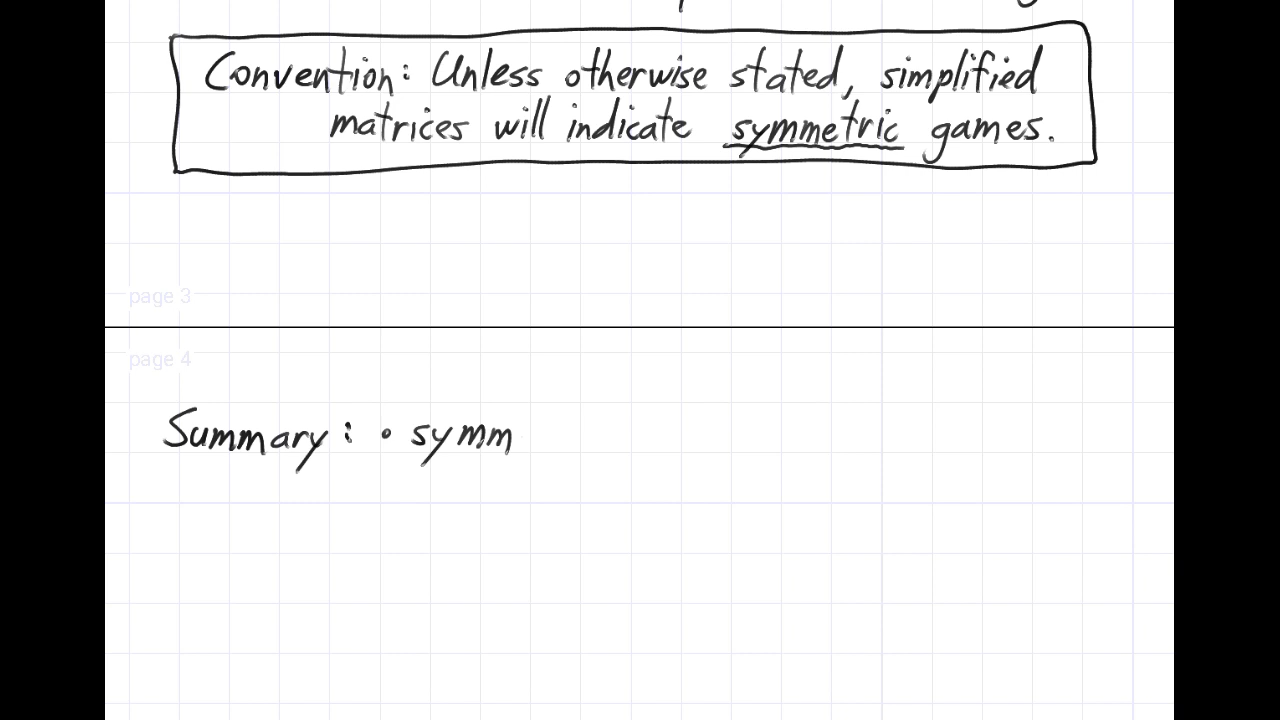 Convention: Unless otherwise stated, simplified
matrices will indicate symmetric games.
page 3
page 4
Summary: • symm